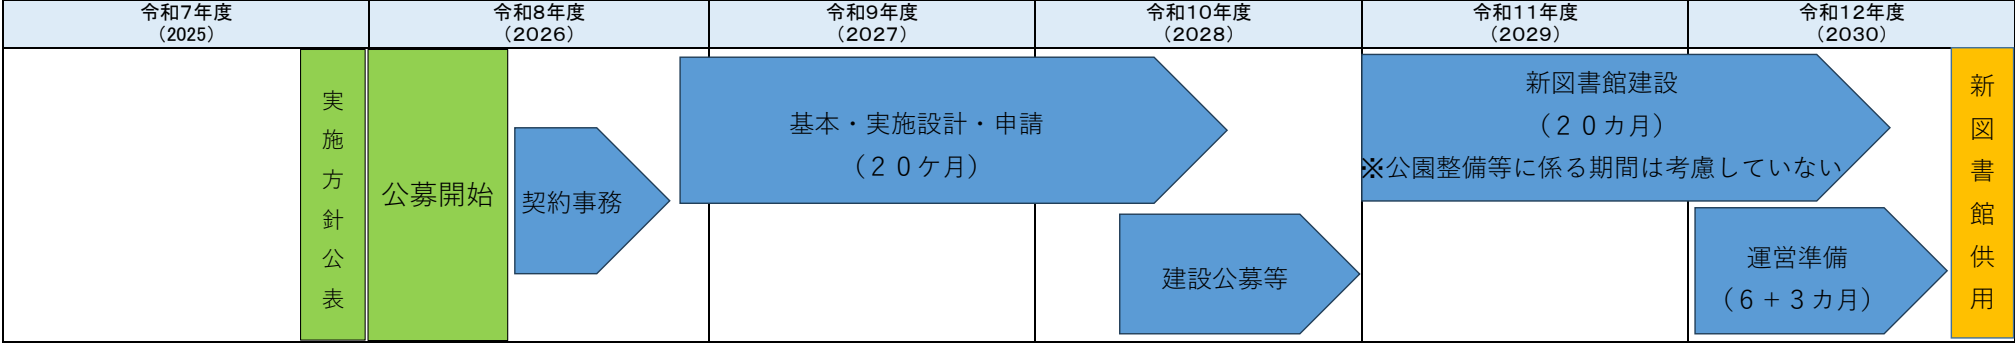 令和7年度
（2025）
令和8年度
（2026）
令和9年度
（2027）
令和10年度
（2028）
令和11年度
（2029）
令和12年度
（2030）
実施方針公表
公募開始
契約事務
基本・実施設計・申請
（２０ケ月）
建設公募等
新図書館建設
（２０カ月）
※公園整備等に係る期間は考慮していない
運営準備
（６＋３カ月）
新図書館供用